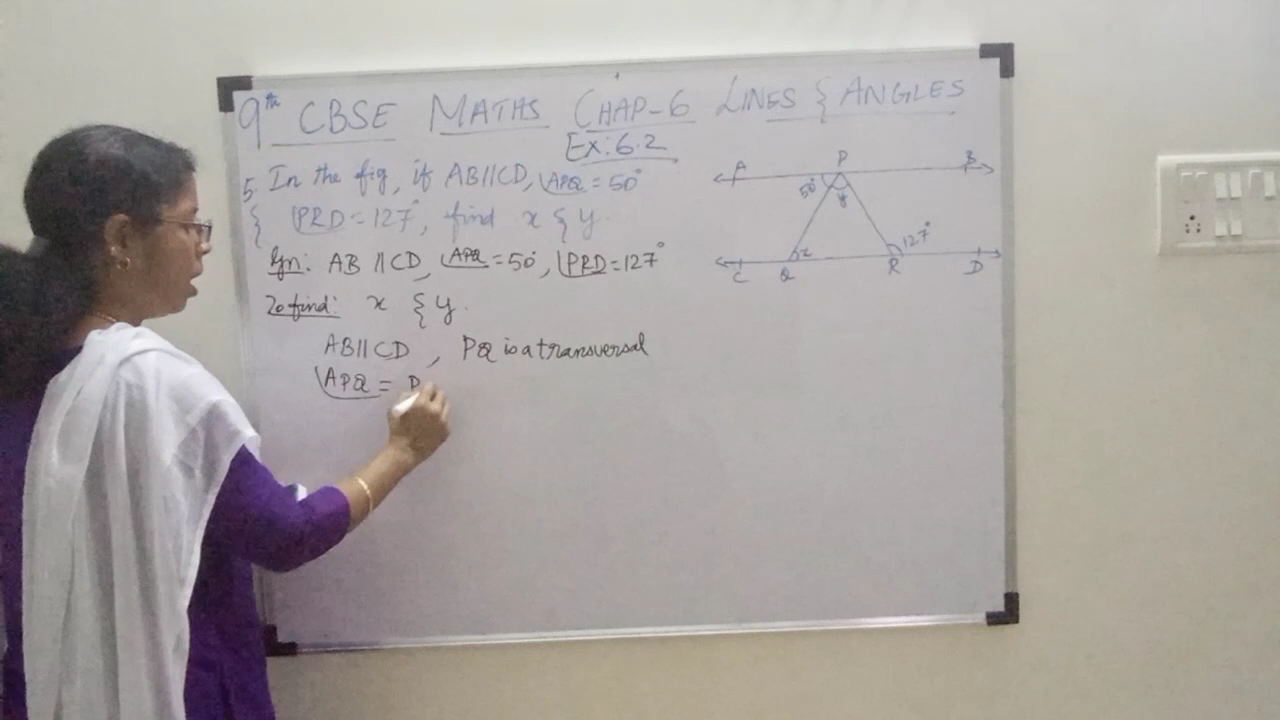 9th CBSE MATHS CHAP-6 LINES & ANGLES
Ex: 6.2
5. In the fig, if AB//CD, ∠APQ = 50°
& ∠PRD = 127°, find x & y.
Gn: AB//CD, ∠APQ = 50°, ∠PRD = 127°
To find: x & y.
AB//CD, PQ is a transversal
∠APQ = P
A P B
50° y
x 127°
C Q R D